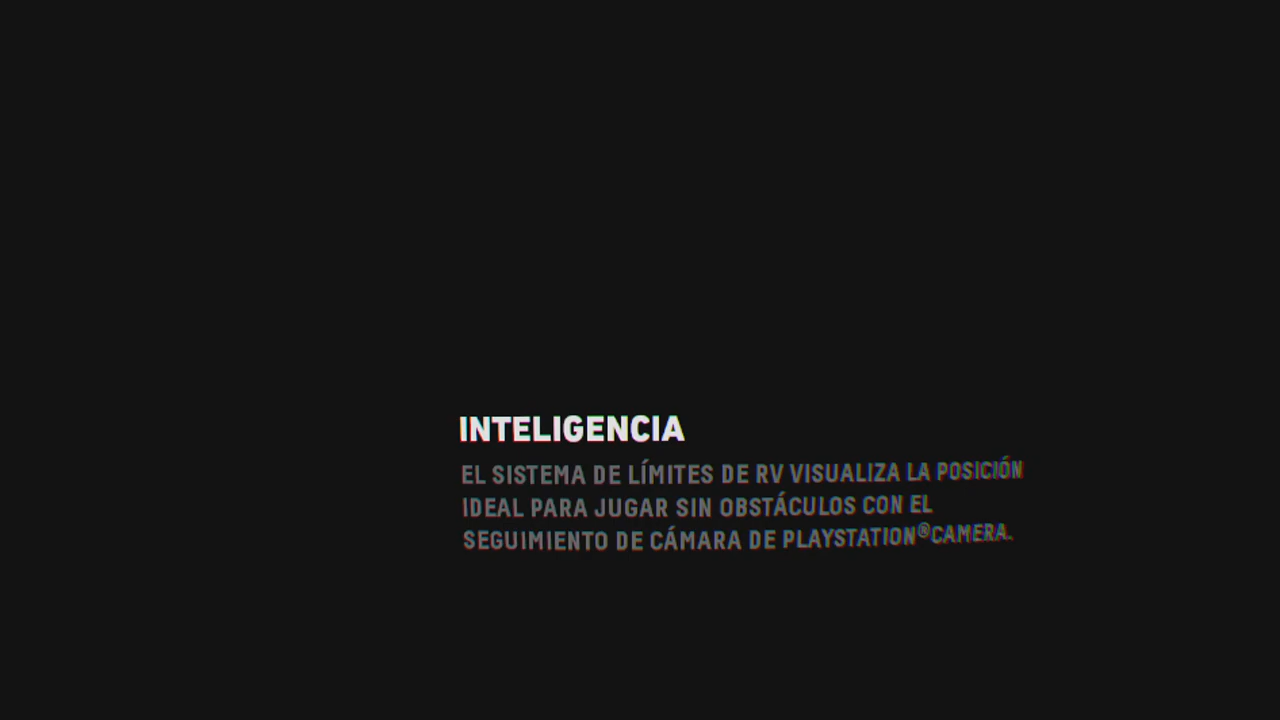 INTELIGENCIA
EL SISTEMA DE LÍMITES DE RV VISUALIZA LA POSICIÓN
IDEAL PARA JUGAR SIN OBSTÁCULOS CON EL
SEGUIMIENTO DE CÁMARA DE PLAYSTATION®CAMERA.